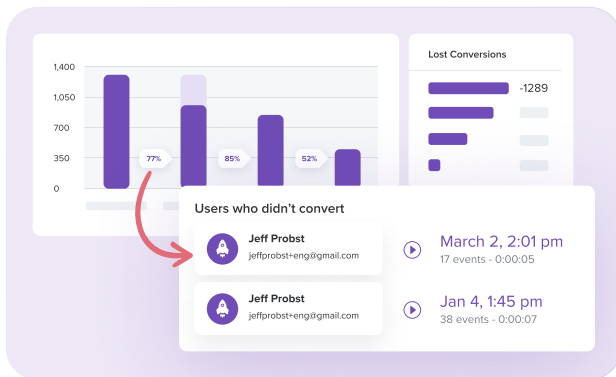 1,400
1,050
700
350
0
77%
85%
52%
Lost Conversions
-1289
Users who didn’t convert
Jeff Probst
jeffprobst+eng@gmail.com
March 2, 2:01 pm
17 events - 0:00:05
Jeff Probst
jeffprobst+eng@gmail.com
Jan 4, 1:45 pm
38 events - 0:00:07